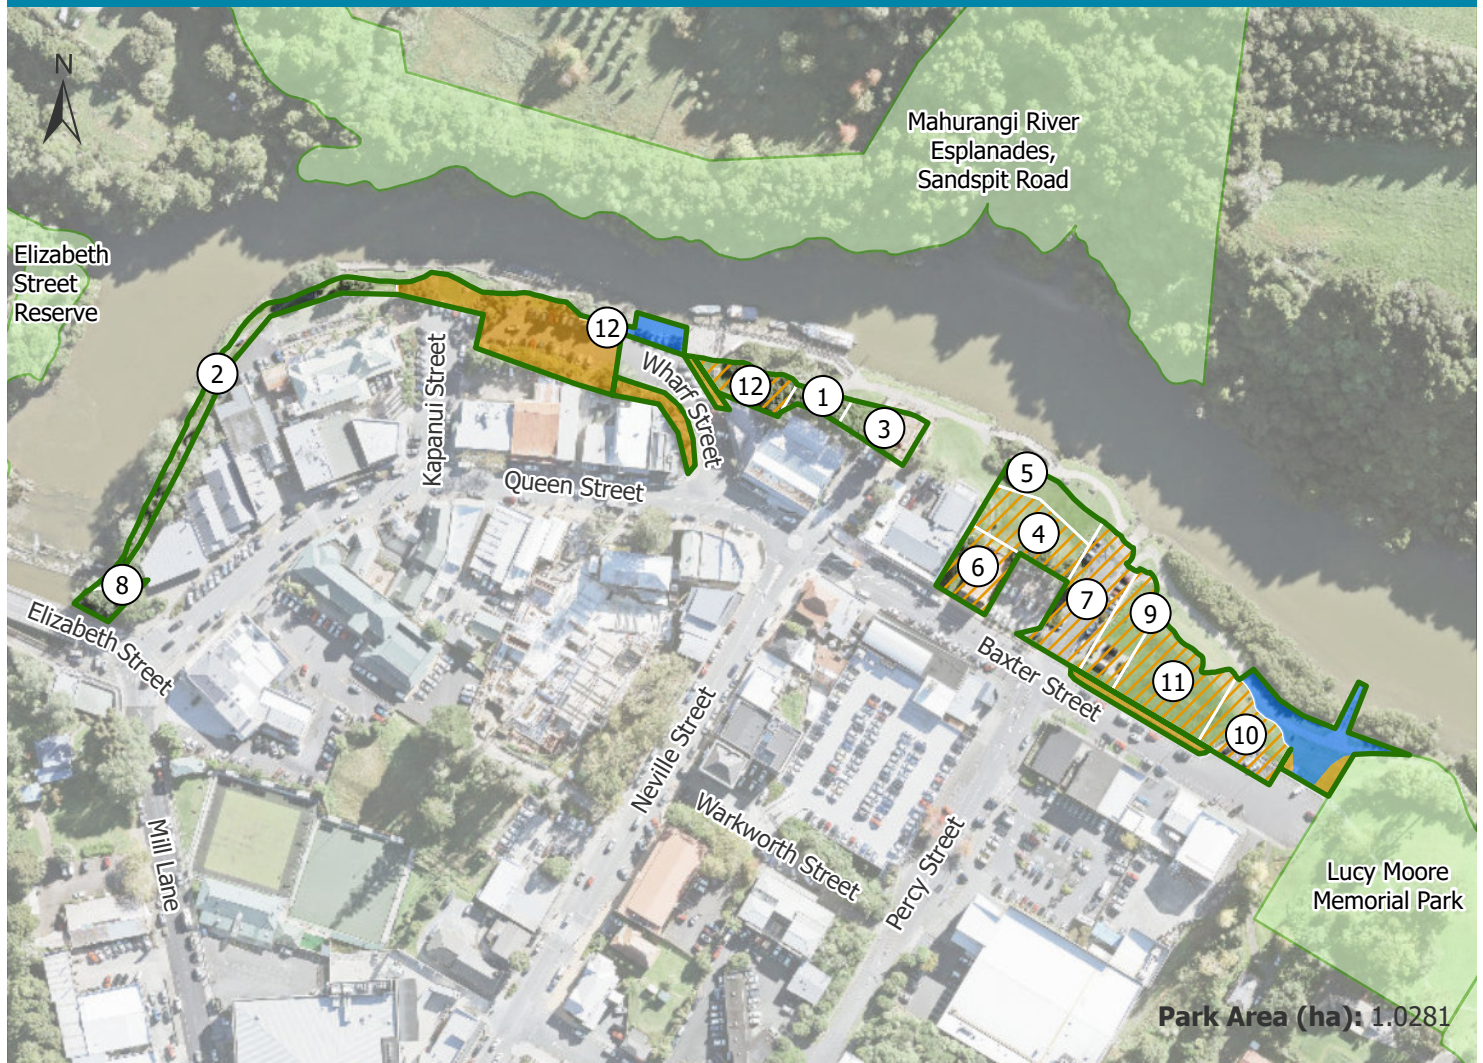 N
Mahurangi River
Esplanades,
Sandspit Road
Elizabeth
Street
Reserve
12
2
Kapanui Street
Wharf Street
12
1
3
Queen Street
5
4
6
7
8
9
Elizabeth Street
Baxter Street
11
10
Neville Street
Mill Lane
Warkworth Street
Percy Street
Lucy Moore
Memorial Park
Park Area (ha): 1.0281